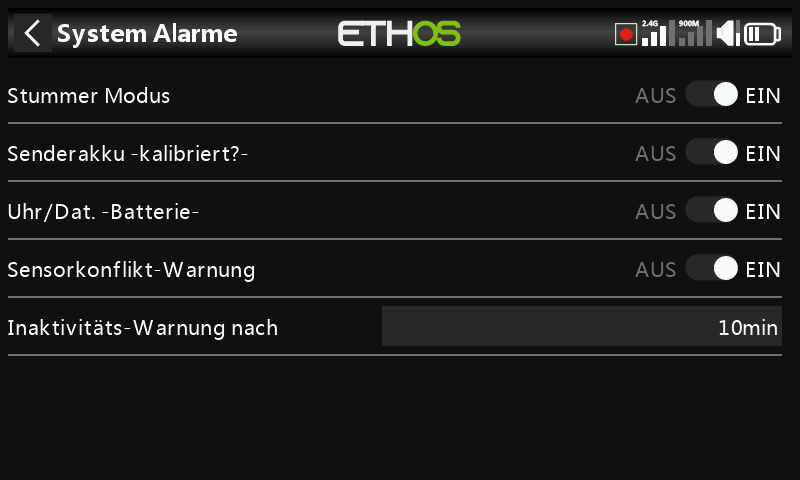 System Alarme ETHOS 2.4G 900M
Stummer Modus AUS EIN
Senderakku -kalibriert?- AUS EIN
Uhr/Dat. -Batterie- AUS EIN
Sensorkonflikt-Warnung AUS EIN
Inaktivitäts-Warnung nach 10min